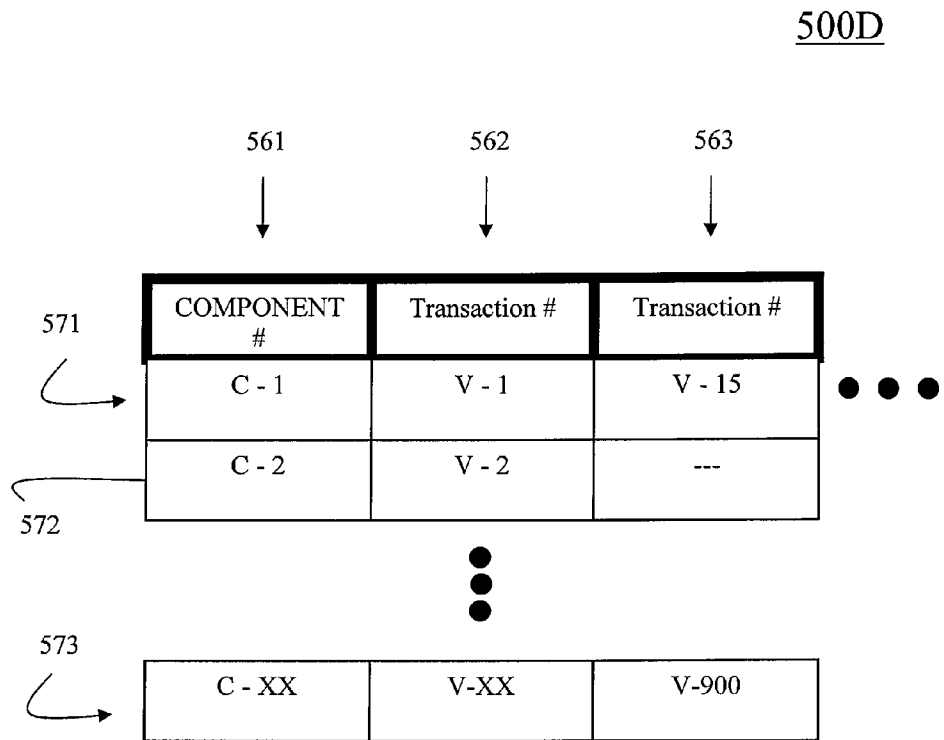 500D
561 562 563
COMPONENT # Transaction # Transaction #
571
C - 1 V - 1 V - 15
C - 2 V - 2 ---
572
573
C - XX V-XX V-900